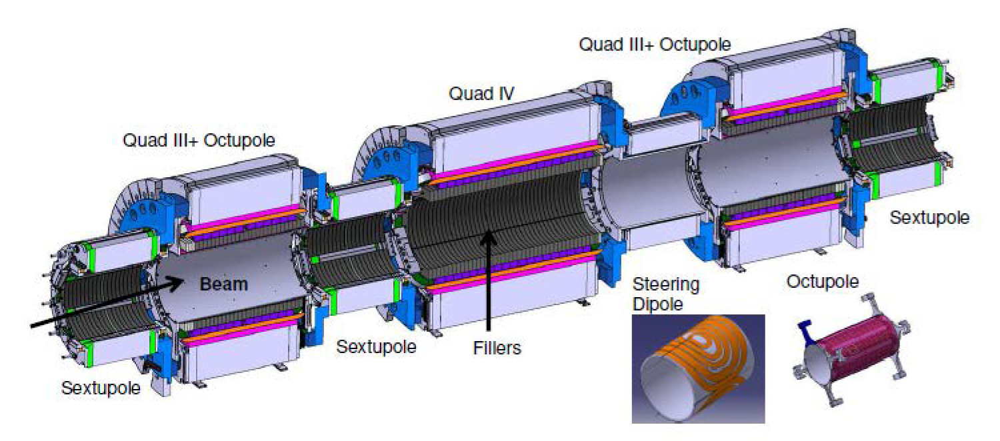 Quad III+ Octupole
Quad IV
Quad III+ Octupole
Beam
Sextupole
Sextupole
Fillers
Steering
Dipole
Octupole
Sextupole